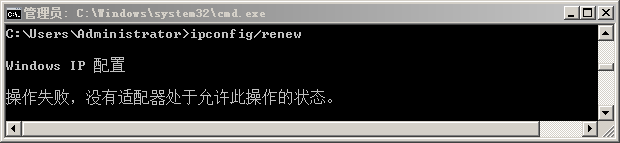 管理员: C:\Windows\system32\cmd.exe
C:\Users\Administrator>ipconfig/renew
Windows IP 配置
操作失败，没有适配器处于允许此操作的状态。